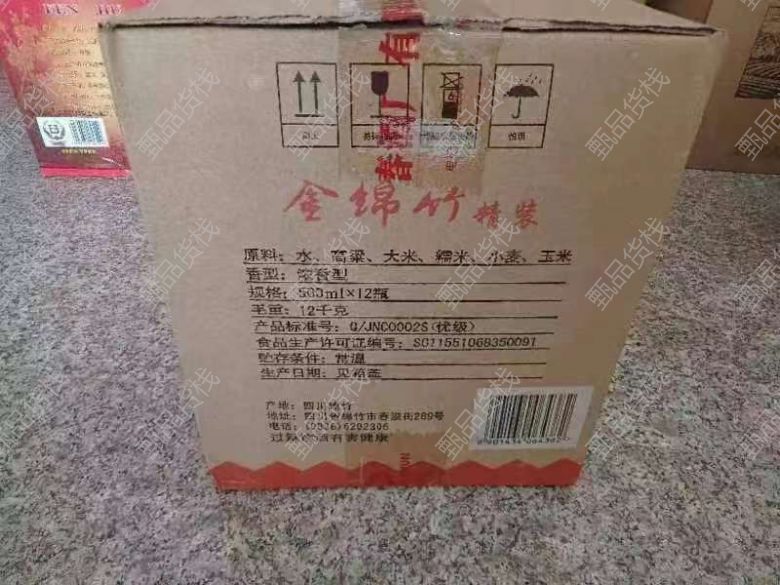 金绵竹 精装
原料：水、高粱、大米、糯米、小麦、玉米
香型：浓香型
规格：500ml×12瓶
毛重：12千克
产品标准号：Q/JNC0002S(优级)
食品生产许可证编号：SC11551068350091
贮存条件：常温
生产日期：见箱盖
产地：四川绵竹
地址：四川省绵竹市春溢街289号
电话：(0838)6202306
过量饮酒有害健康
甄品货栈